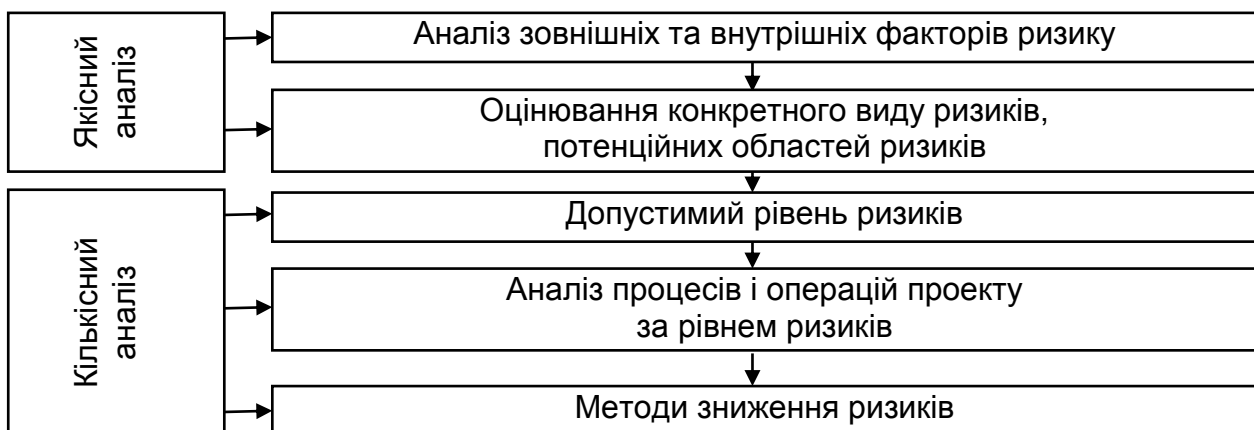 Якісний
аналіз
Аналіз зовнішніх та внутрішніх факторів ризику
Оцінювання конкретного виду ризиків,
потенційних областей ризиків
Кількісний
аналіз
Допустимий рівень ризиків
Аналіз процесів і операцій проекту
за рівнем ризиків
Методи зниження ризиків